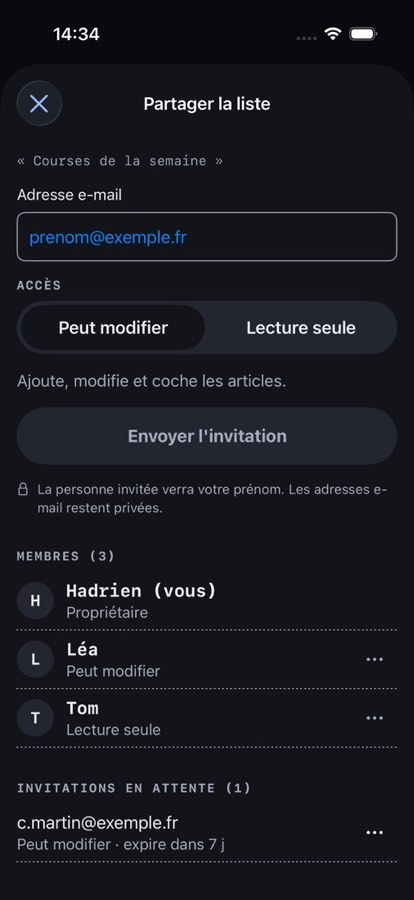 14:34
Partager la liste
« Courses de la semaine »
Adresse e-mail
prenom@exemple.fr
ACCÈS
Peut modifier
Lecture seule
Ajoute, modifie et coche les articles.
Envoyer l'invitation
La personne invitée verra votre prénom. Les adresses e-
mail restent privées.
MEMBRES (3)
H
Hadrien (vous)
Propriétaire
L
Léa
Peut modifier
T
Tom
Lecture seule
INVITATIONS EN ATTENTE (1)
c.martin@exemple.fr
Peut modifier · expire dans 7 j